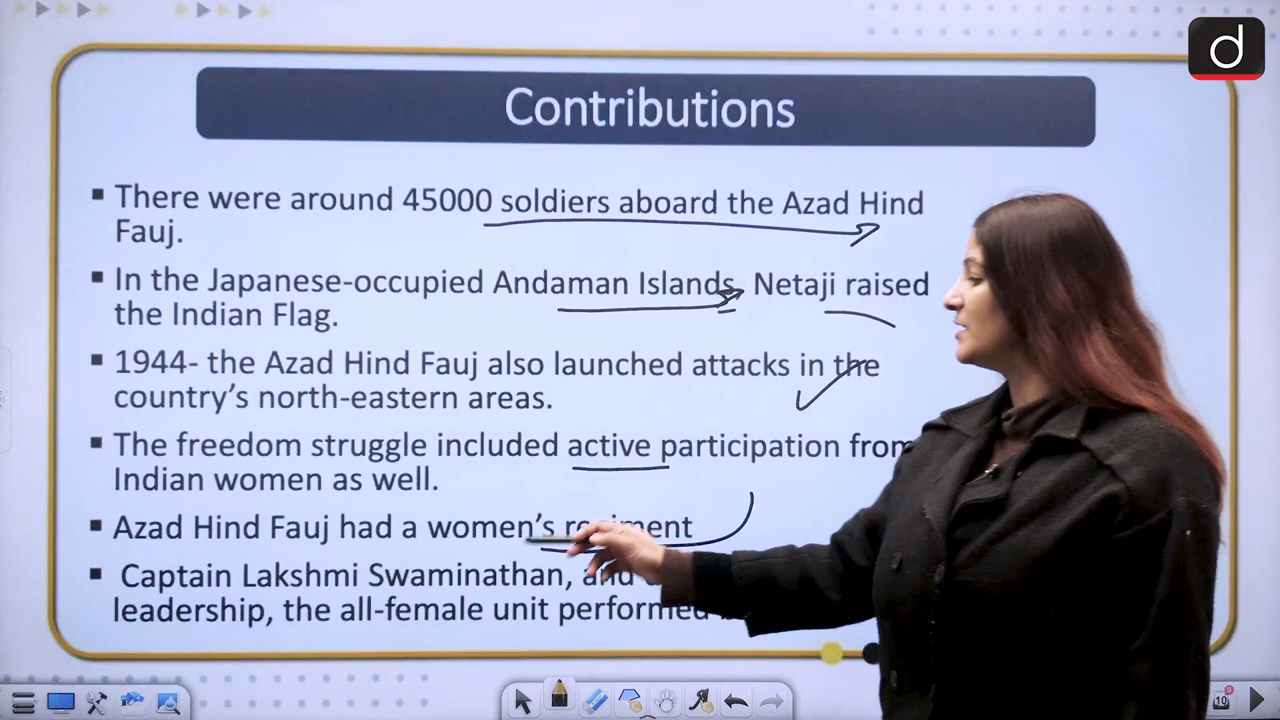 d
Contributions
There were around 45000 soldiers aboard the Azad Hind
Fauj.
In the Japanese-occupied Andaman Islands, Netaji raised
the Indian Flag.
1944- the Azad Hind Fauj also launched attacks in the
country's north-eastern areas.
The freedom struggle included active participation from
Indian women as well.
Azad Hind Fauj had a women's regiment
Captain Lakshmi Swaminathan, and
leadership, the all-female unit performed
10